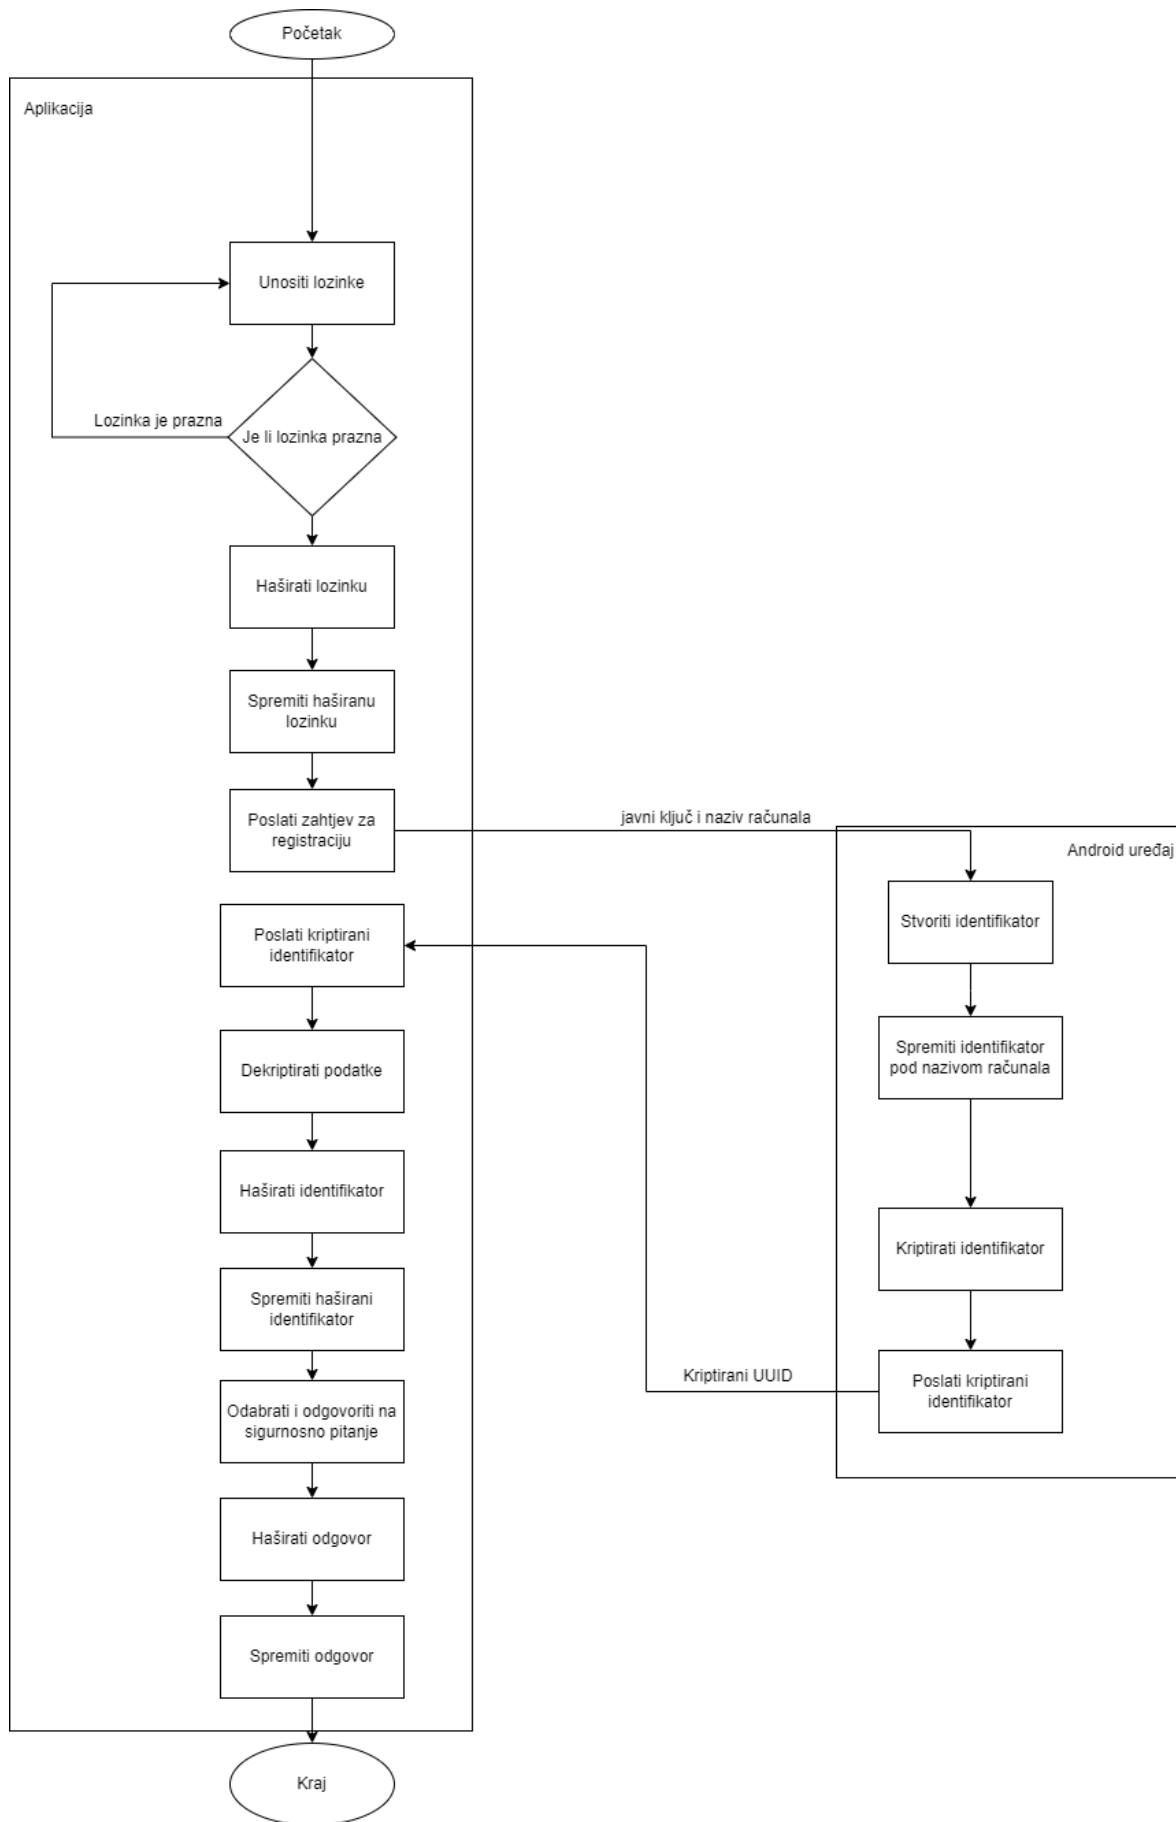 Početak
Aplikacija
Unositi lozinke
Lozinka je prazna
Je li lozinka prazna
Haširati lozinku
Spremiti haširanu
lozinku
Poslati zahtjev za
registraciju
javni ključ i naziv računala
Android uređaj
Stvoriti identifikator
Spremiti identifikator
pod nazivom računala
Kriptirati identifikator
Poslati kriptirani
identifikator
Kriptirani UUID
Poslati kriptirani
identifikator
Dekriptirati podatke
Haširati identifikator
Spremiti haširani
identifikator
Odabrati i odgovoriti na
sigurnosno pitanje
Haširati odgovor
Spremiti odgovor
Kraj